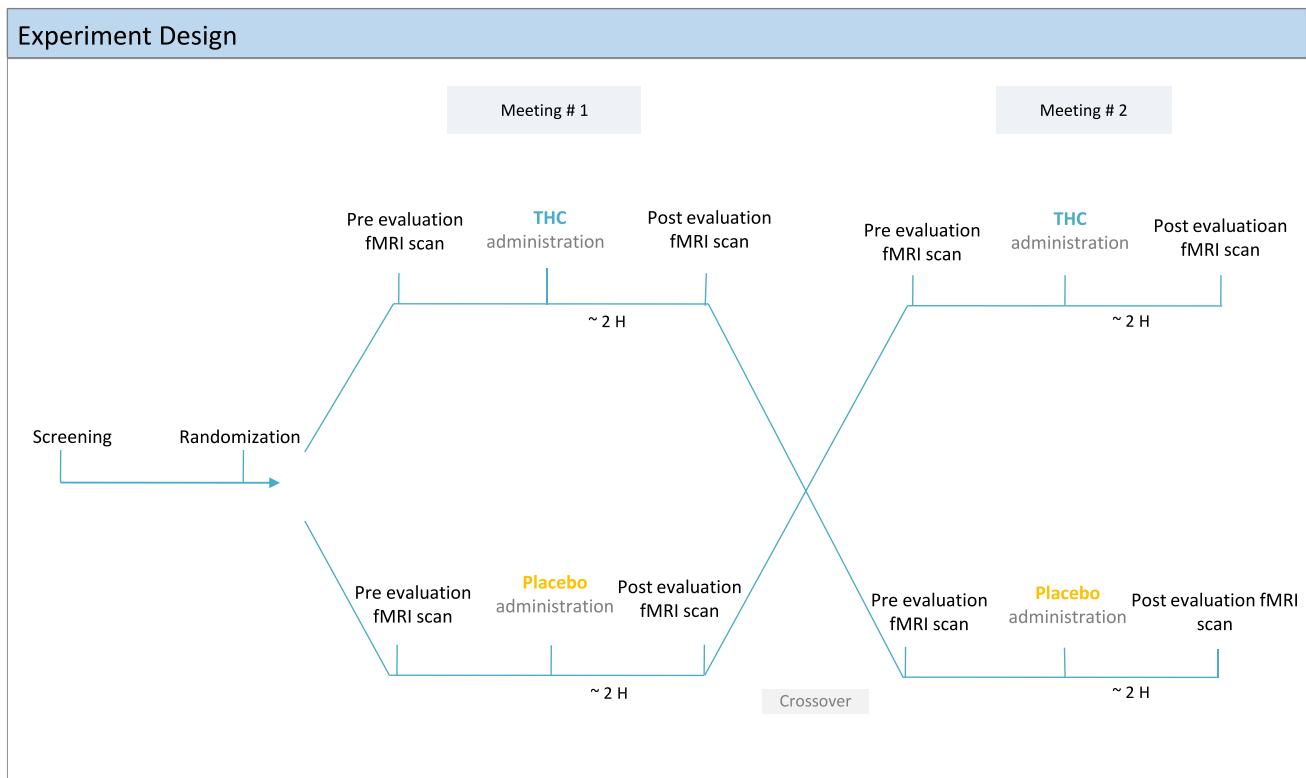 Experiment Design
Meeting # 1
Meeting # 2
Pre evaluation
fMRI scan
THC
administration
Post evaluation
fMRI scan
~ 2 H
Pre evaluation
fMRI scan
THC
administration
Post evaluatioan
fMRI scan
~ 2 H
Screening
Randomization
Pre evaluation
fMRI scan
Placebo
administration
Post evaluation
fMRI scan
~ 2 H
Crossover
Pre evaluation
fMRI scan
Placebo
administration
Post evaluation fMRI
scan
~ 2 H